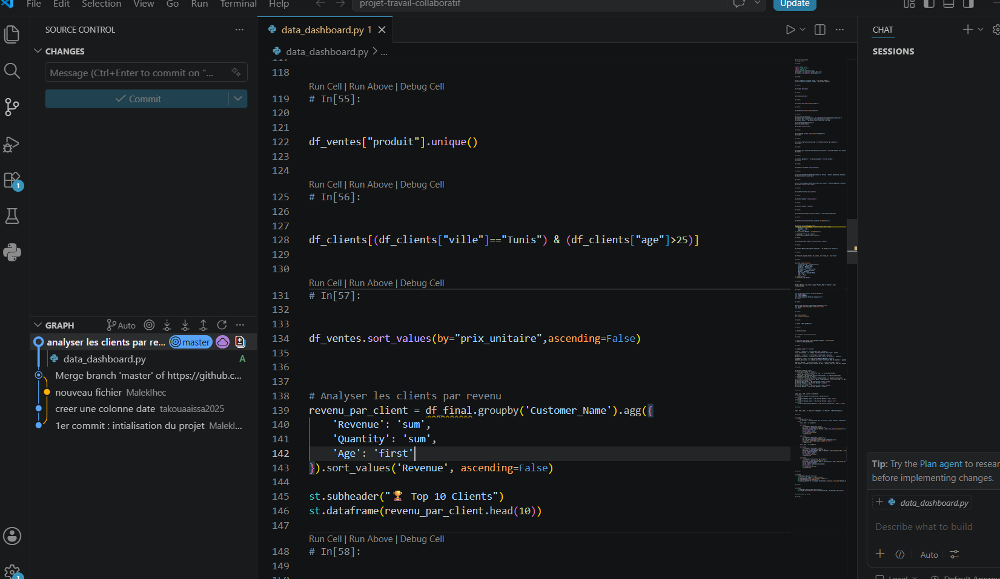 File Edit Selection View Go Run Terminal Help
projet-travail-collaboratif
Update
SOURCE CONTROL
CHANGES
Message (Ctrl+Enter to commit on "...
Commit
1
GRAPH
Auto
analyser les clients par re... master
data_dashboard.py A
Merge branch 'master' of https://github.c...
nouveau fichier Maleklhec
creer une colonne date takouaaissa2025
1er commit : intialisation du projet Malekl...
1
data_dashboard.py 1
data_dashboard.py > ...
117
118
Run Cell | Run Above | Debug Cell
119 # In[55]:
120
121
122 df_ventes["produit"].unique()
123
124
Run Cell | Run Above | Debug Cell
125 # In[56]:
126
127
128 df_clients[(df_clients["ville"]=="Tunis") & (df_clients["age"]>25)]
129
130
Run Cell | Run Above | Debug Cell
131 # In[57]:
132
133
134 df_ventes.sort_values(by="prix_unitaire",ascending=False)
135
136
137
138 # Analyser les clients par revenu
139 revenu_par_client = df_final.groupby('Customer_Name').agg({
140 'Revenue': 'sum',
141 'Quantity': 'sum',
142 'Age': 'first'
143 }).sort_values('Revenue', ascending=False)
144
145 st.subheader("🏆 Top 10 Clients")
146 st.dataframe(revenu_par_client.head(10))
147
Run Cell | Run Above | Debug Cell
148 # In[58]:
149
CHAT
SESSIONS
Tip: Try the Plan agent to resear
before implementing changes.
data_dashboard.py
Describe what to build
Auto
Local
Default Approv